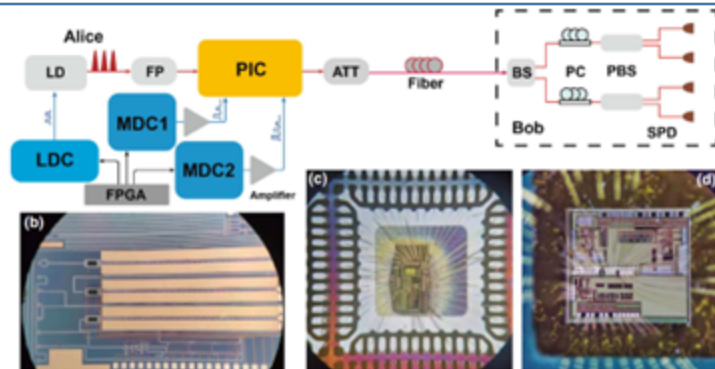 Alice
LD
FP
PIC
ATT
Fiber
BS
PC
PBS
Bob
SPD
MDC1
LDC
MDC2
FPGA
Amplifier
(b)
(c)
(d)